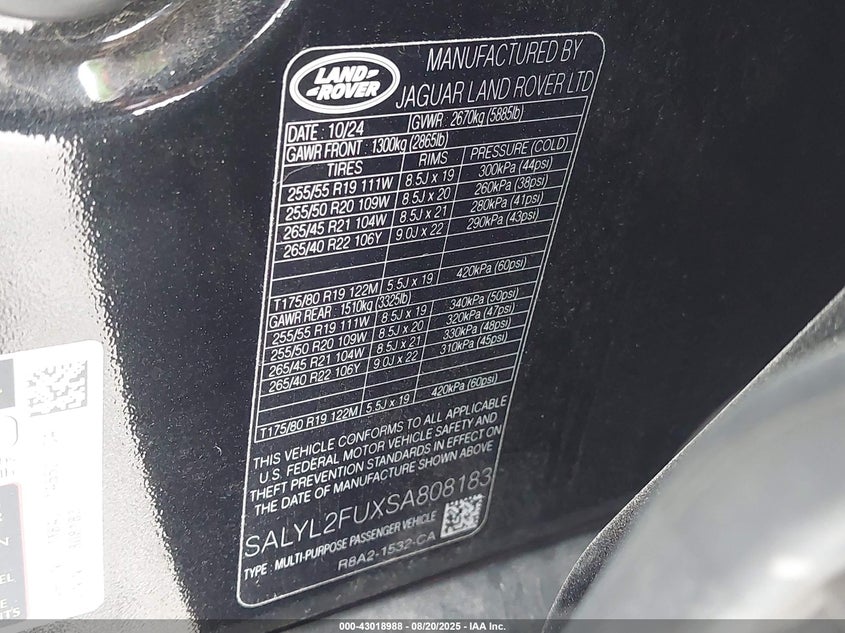 LAND ROVER
MANUFACTURED BY
JAGUAR LAND ROVER LTD
DATE : 10/24 GVWR : 2670kg (5885lb)
GAWR FRONT : 1300kg (2865lb)
TIRES RIMS PRESSURE (COLD)
255/55 R19 111W 8.5J x 19 300kPa (44psi)
255/50 R20 109W 8.5J x 20 260kPa (38psi)
265/45 R21 104W 8.5J x 21 280kPa (41psi)
265/40 R22 106Y 9.0J x 22 290kPa (43psi)
T175/80 R19 122M 5.5J x 19 420kPa (60psi)
GAWR REAR 1510kg (3325lb)
255/55 R19 111W 8.5J x 19 340kPa (50psi)
255/50 R20 109W 8.5J x 20 320kPa (47psi)
265/45 R21 104W 8.5J x 21 330kPa (48psi)
265/40 R22 106Y 9.0J x 22 310kPa (45psi)
T175/80 R19 122M 5.5J x 19 420kPa (60psi)
THIS VEHICLE CONFORMS TO ALL APPLICABLE
U.S. FEDERAL MOTOR VEHICLE SAFETY AND
THEFT PREVENTION STANDARDS IN EFFECT ON
THE DATE OF MANUFACTURE SHOWN ABOVE
SALYL2FUXSA808183
TYPE : MULTI-PURPOSE PASSENGER VEHICLE
R8A2-1532-CA
000-43018988 - 08/20/2025 - IAA Inc.